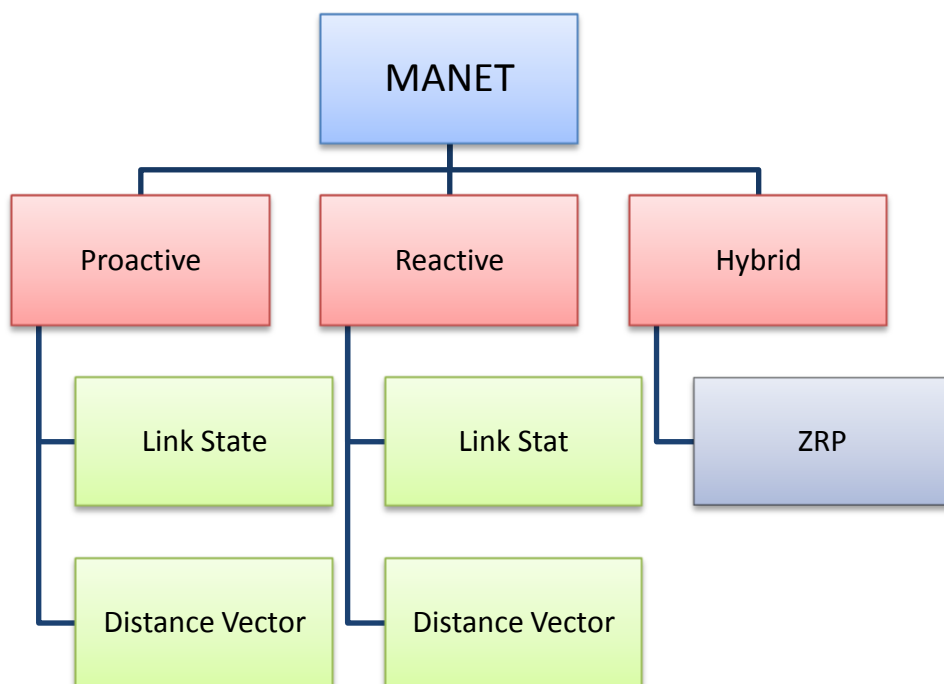 MANET
Proactive
Reactive
Hybrid
Link State
Link Stat
ZRP
Distance Vector
Distance Vector